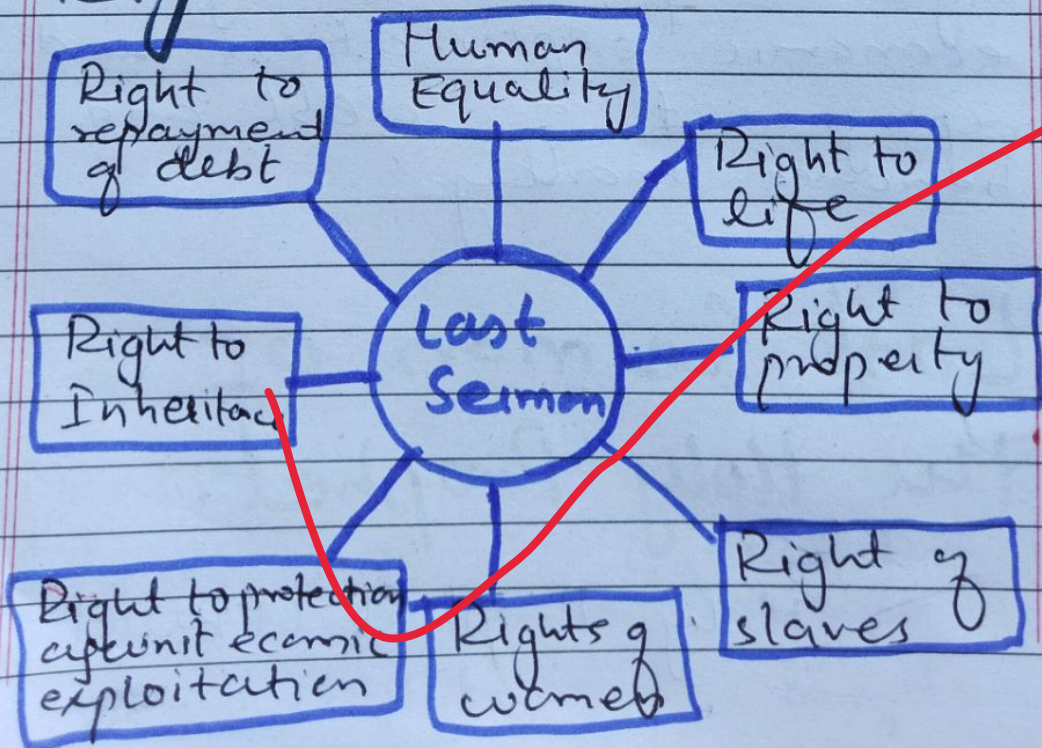 Human
Equality
Right to
repayment
of debt
Right to
life
Last
Sermon
Right to
property
Right to
Inheritance
Right of
slaves
Right to protection
against ecomic
exploitation
Rights of
women